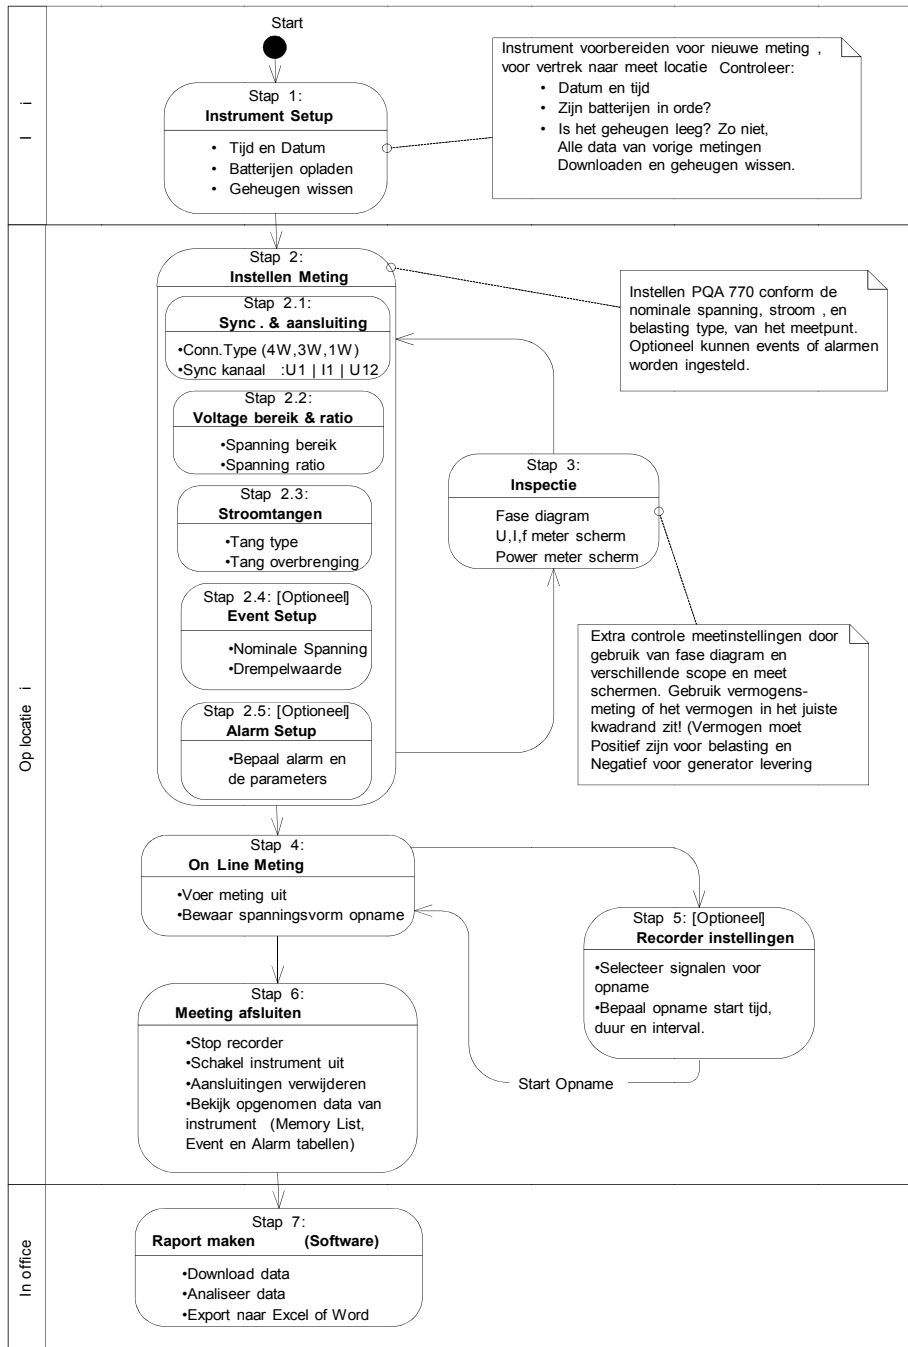 Start
Stap 1:
Instrument Setup
• Tijd en Datum
• Batterijen opladen
• Geheugen wissen
Instrument voorbereiden voor nieuwe meting ,
voor vertrek naar meet locatie Controleer:
• Datum en tijd
• Zijn batterijen in orde?
• Is het geheugen leeg? Zo niet,
Alle data van vorige metingen
Downloaden en geheugen wissen.
Stap 2:
Instellen Meting
Stap 2.1:
Sync . & aansluiting
•Conn.Type (4W,3W,1W)
•Sync kanaal :U1 | I1 | U12
Stap 2.2:
Voltage bereik & ratio
•Spanning bereik
•Spanning ratio
Stap 2.3:
Stroomtangen
•Tang type
•Tang overbrenging
Stap 2.4: [Optioneel]
Event Setup
•Nominale Spanning
•Drempelwaarde
Stap 2.5: [Optioneel]
Alarm Setup
•Bepaal alarm en
de parameters
Instellen PQA 770 conform de
nominale spanning, stroom , en
belasting type, van het meetpunt.
Optioneel kunnen events of alarmen
worden ingesteld.
Stap 3:
Inspectie
Fase diagram
U,I,f meter scherm
Power meter scherm
Extra controle meetinstellingen door
gebruik van fase diagram en
verschillende scope en meet
schermen. Gebruik vermogens-
meting of het vermogen in het juiste
kwadrand zit! (Vermogen moet
Positief zijn voor belasting en
Negatief voor generator levering
Op locatie i
Stap 4:
On Line Meting
•Voer meting uit
•Bewaar spanningsvorm opname
Stap 5: [Optioneel]
Recorder instellingen
•Selecteer signalen voor
opname
•Bepaal opname start tijd,
duur en interval.
Start Opname
Stap 6:
Meeting afsluiten
•Stop recorder
•Schakel instrument uit
•Aansluitingen verwijderen
•Bekijk opgenomen data van
instrument (Memory List,
Event en Alarm tabellen)
In office
Stap 7:
Raport maken (Software)
•Download data
•Analiseer data
•Export naar Excel of Word